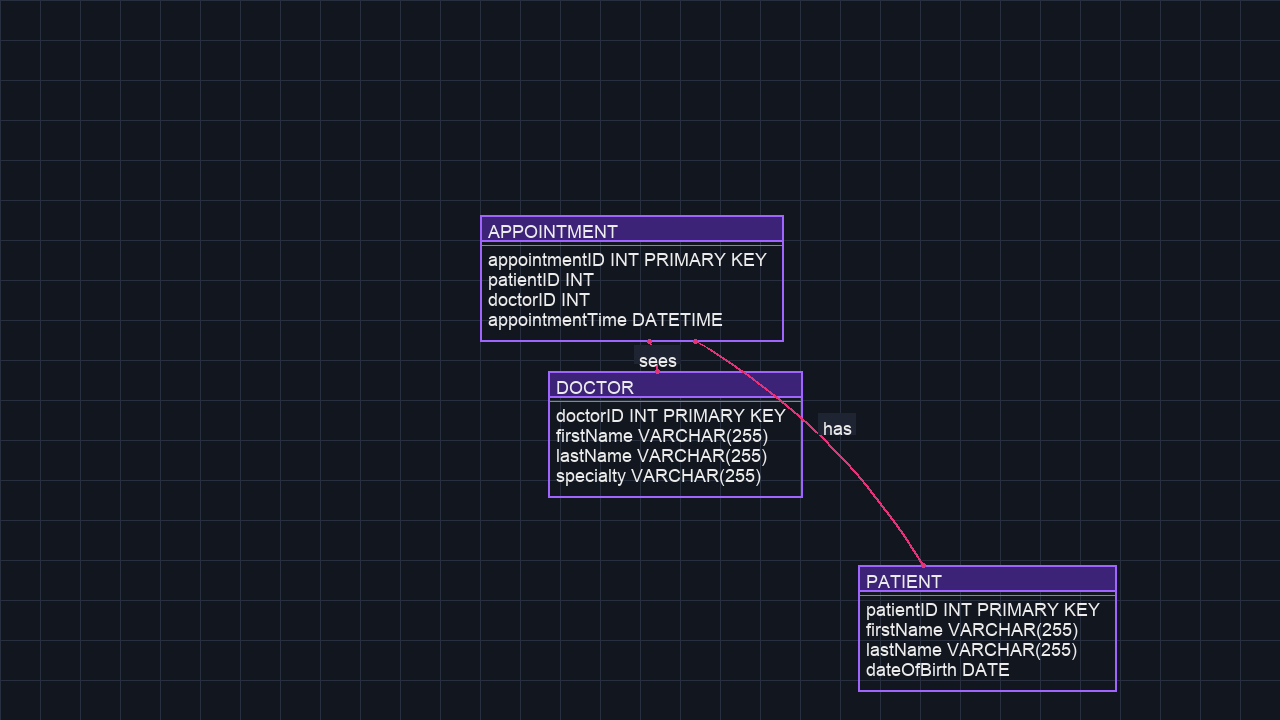 APPOINTMENT
appointmentID INT PRIMARY KEY
patientID INT
doctorID INT
appointmentTime DATETIME
sees
DOCTOR
doctorID INT PRIMARY KEY
firstName VARCHAR(255)
lastName VARCHAR(255)
specialty VARCHAR(255)
has
PATIENT
patientID INT PRIMARY KEY
firstName VARCHAR(255)
lastName VARCHAR(255)
dateOfBirth DATE